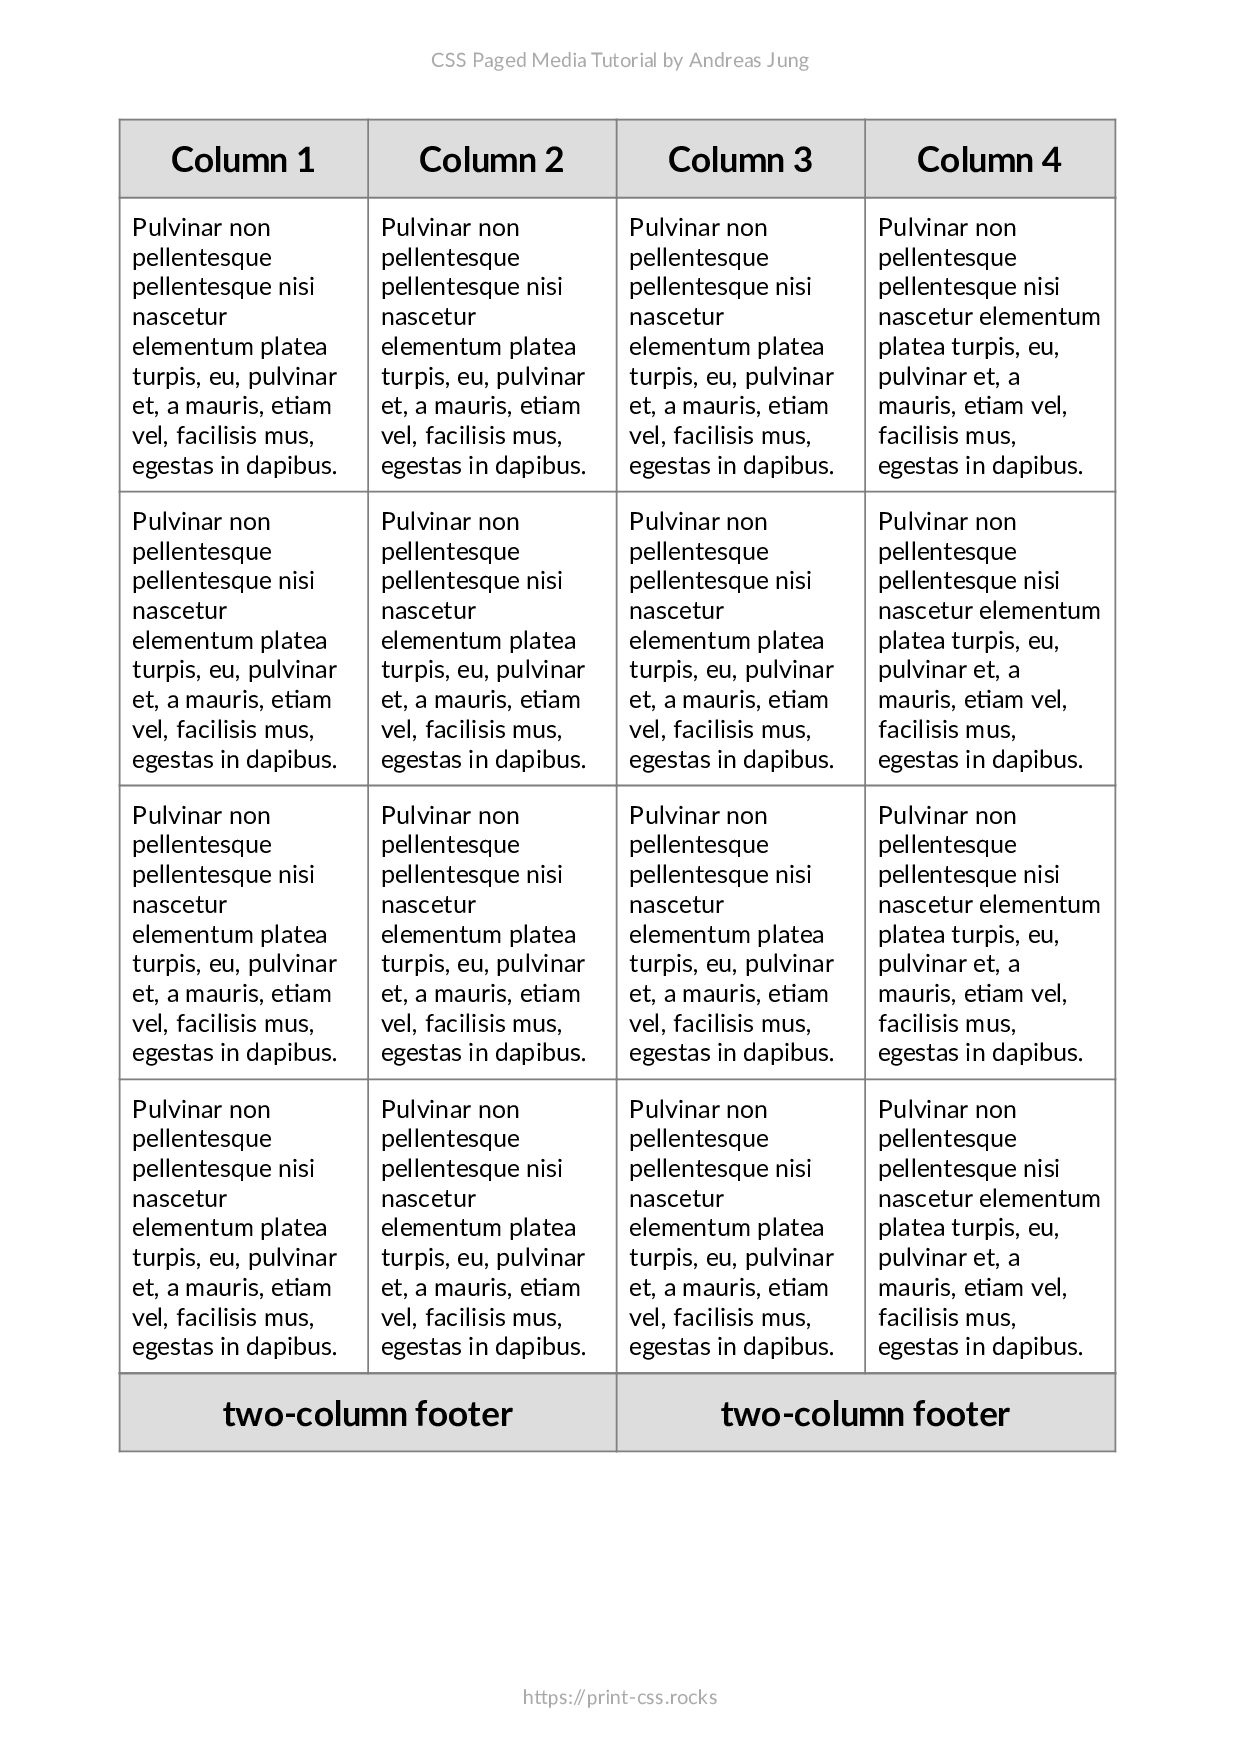 CSS Paged Media Tutorial by Andreas Jung
Column 1 Column 2 Column 3 Column 4
Pulvinar non
pellentesque
pellentesque nisi
nascetur
elementum platea
turpis, eu, pulvinar
et, a mauris, etiam
vel, facilisis mus,
egestas in dapibus.
Pulvinar non
pellentesque
pellentesque nisi
nascetur
elementum platea
turpis, eu, pulvinar
et, a mauris, etiam
vel, facilisis mus,
egestas in dapibus.
Pulvinar non
pellentesque
pellentesque nisi
nascetur
elementum platea
turpis, eu, pulvinar
et, a mauris, etiam
vel, facilisis mus,
egestas in dapibus.
Pulvinar non
pellentesque
pellentesque nisi
nascetur elementum
platea turpis, eu,
pulvinar et, a
mauris, etiam vel,
facilisis mus,
egestas in dapibus.
Pulvinar non
pellentesque
pellentesque nisi
nascetur
elementum platea
turpis, eu, pulvinar
et, a mauris, etiam
vel, facilisis mus,
egestas in dapibus.
Pulvinar non
pellentesque
pellentesque nisi
nascetur
elementum platea
turpis, eu, pulvinar
et, a mauris, etiam
vel, facilisis mus,
egestas in dapibus.
Pulvinar non
pellentesque
pellentesque nisi
nascetur
elementum platea
turpis, eu, pulvinar
et, a mauris, etiam
vel, facilisis mus,
egestas in dapibus.
Pulvinar non
pellentesque
pellentesque nisi
nascetur elementum
platea turpis, eu,
pulvinar et, a
mauris, etiam vel,
facilisis mus,
egestas in dapibus.
Pulvinar non
pellentesque
pellentesque nisi
nascetur
elementum platea
turpis, eu, pulvinar
et, a mauris, etiam
vel, facilisis mus,
egestas in dapibus.
Pulvinar non
pellentesque
pellentesque nisi
nascetur
elementum platea
turpis, eu, pulvinar
et, a mauris, etiam
vel, facilisis mus,
egestas in dapibus.
Pulvinar non
pellentesque
pellentesque nisi
nascetur
elementum platea
turpis, eu, pulvinar
et, a mauris, etiam
vel, facilisis mus,
egestas in dapibus.
Pulvinar non
pellentesque
pellentesque nisi
nascetur elementum
platea turpis, eu,
pulvinar et, a
mauris, etiam vel,
facilisis mus,
egestas in dapibus.
Pulvinar non
pellentesque
pellentesque nisi
nascetur
elementum platea
turpis, eu, pulvinar
et, a mauris, etiam
vel, facilisis mus,
egestas in dapibus.
Pulvinar non
pellentesque
pellentesque nisi
nascetur
elementum platea
turpis, eu, pulvinar
et, a mauris, etiam
vel, facilisis mus,
egestas in dapibus.
Pulvinar non
pellentesque
pellentesque nisi
nascetur
elementum platea
turpis, eu, pulvinar
et, a mauris, etiam
vel, facilisis mus,
egestas in dapibus.
Pulvinar non
pellentesque
pellentesque nisi
nascetur elementum
platea turpis, eu,
pulvinar et, a
mauris, etiam vel,
facilisis mus,
egestas in dapibus.
two-column footer two-column footer
https://print-css.rocks